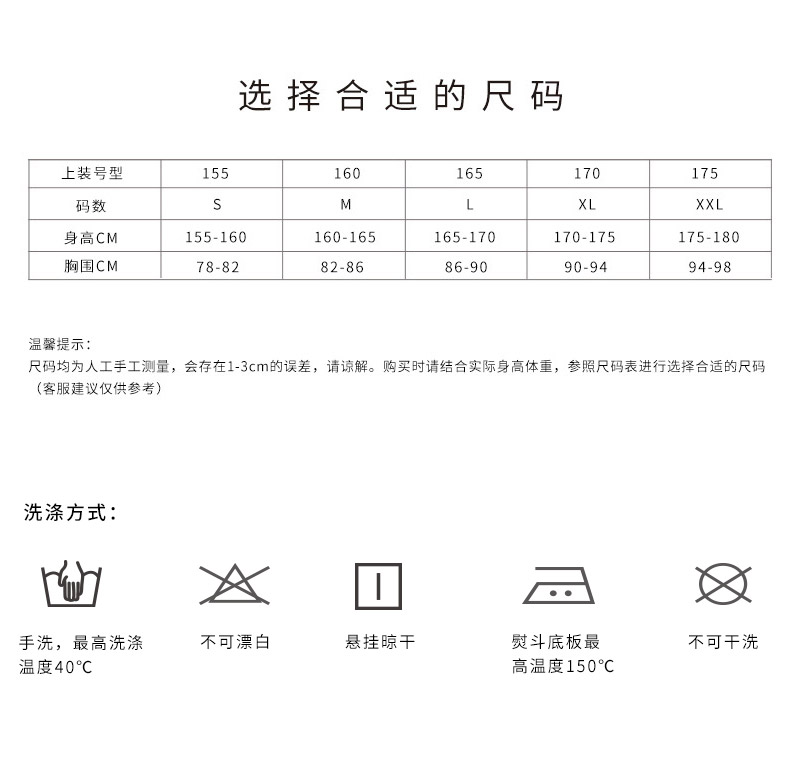 选择合适的尺码
上装号型 155 160 165 170 175
码数 S M L XL XXL
身高CM 155-160 160-165 165-170 170-175 175-180
胸围CM 78-82 82-86 86-90 90-94 94-98
温馨提示：
尺码均为人工手工测量，会存在1-3cm的误差，请谅解。购买时请结合实际身高体重，参照尺码表进行选择合适的尺码
（客服建议仅供参考）
洗涤方式：
手洗，最高洗涤
温度40℃
不可漂白
悬挂晾干
熨斗底板最
高温度150℃
不可干洗